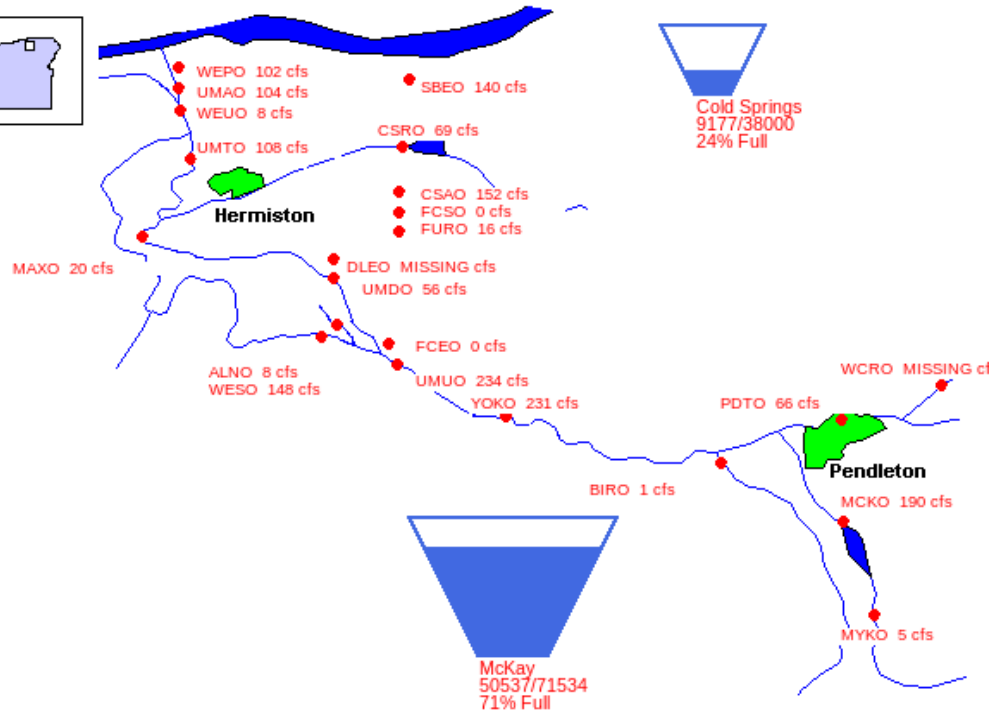 WEPO 102 cfs
UMAO 104 cfs
WEUO 8 cfs
SBEO 140 cfs
Cold Springs
9177/38000
24% Full
CSRO 69 cfs
UMTO 108 cfs
CSAO 152 cfs
FCSO 0 cfs
FURO 16 cfs
Hermiston
MAXO 20 cfs
DLEO MISSING cfs
UMDO 56 cfs
FCEO 0 cfs
ALNO 8 cfs
WESO 148 cfs
UMUO 234 cfs
YOKO 231 cfs
WCRO MISSING cf
PDTO 66 cfs
Pendleton
BIRO 1 cfs
MCKO 190 cfs
MYKO 5 cfs
McKay
50537/71534
71% Full